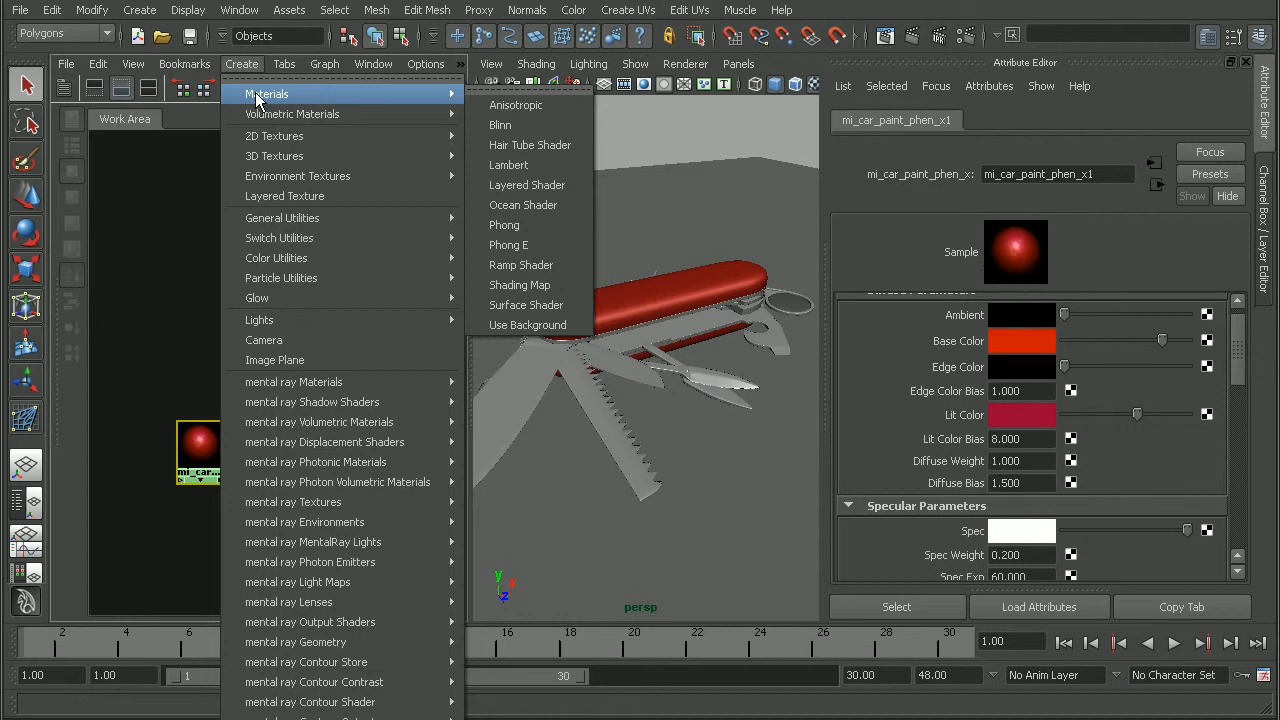 File Edit Modify Create Display Window Assets Select Mesh Edit Mesh Proxy Normals Color Create UVs Edit UVs Muscle Help
Polygons
Objects
File Edit View Bookmarks Create Tabs Graph Window Options »
View Shading Lighting Show Renderer Panels
Work Area
Materials
Volumetric Materials
2D Textures
3D Textures
Environment Textures
Layered Texture
General Utilities
Switch Utilities
Color Utilities
Particle Utilities
Glow
Lights
Camera
Image Plane
mental ray Materials
mental ray Shadow Shaders
mental ray Volumetric Materials
mental ray Displacement Shaders
mental ray Photonic Materials
mental ray Photon Volumetric Materials
mental ray Textures
mental ray Environments
mental ray MentalRay Lights
mental ray Photon Emitters
mental ray Light Maps
mental ray Lenses
mental ray Output Shaders
mental ray Geometry
mental ray Contour Store
mental ray Contour Contrast
mental ray Contour Shader
Anisotropic
Blinn
Hair Tube Shader
Lambert
Layered Shader
Ocean Shader
Phong
Phong E
Ramp Shader
Shading Map
Surface Shader
Use Background
mi_car...
y
x
z
persp
Attribute Editor
List Selected Focus Attributes Show Help
mi_car_paint_phen_x1
mi_car_paint_phen_x: mi_car_paint_phen_x1
Focus
Presets
Show Hide
Sample
Diffuse Parameters
Ambient
Base Color
Edge Color
Edge Color Bias 1.000
Lit Color
Lit Color Bias 8.000
Diffuse Weight 1.000
Diffuse Bias 1.500
Specular Parameters
Spec
Spec Weight 0.200
Spec Exp 60.000
Select Load Attributes Copy Tab
Attribute Editor
Channel Box / Layer Editor
2 4 6 16 18 20 22 24 26 28 30
1.00
1.00 1.00 1 30 30.00 48.00 No Anim Layer No Character Set